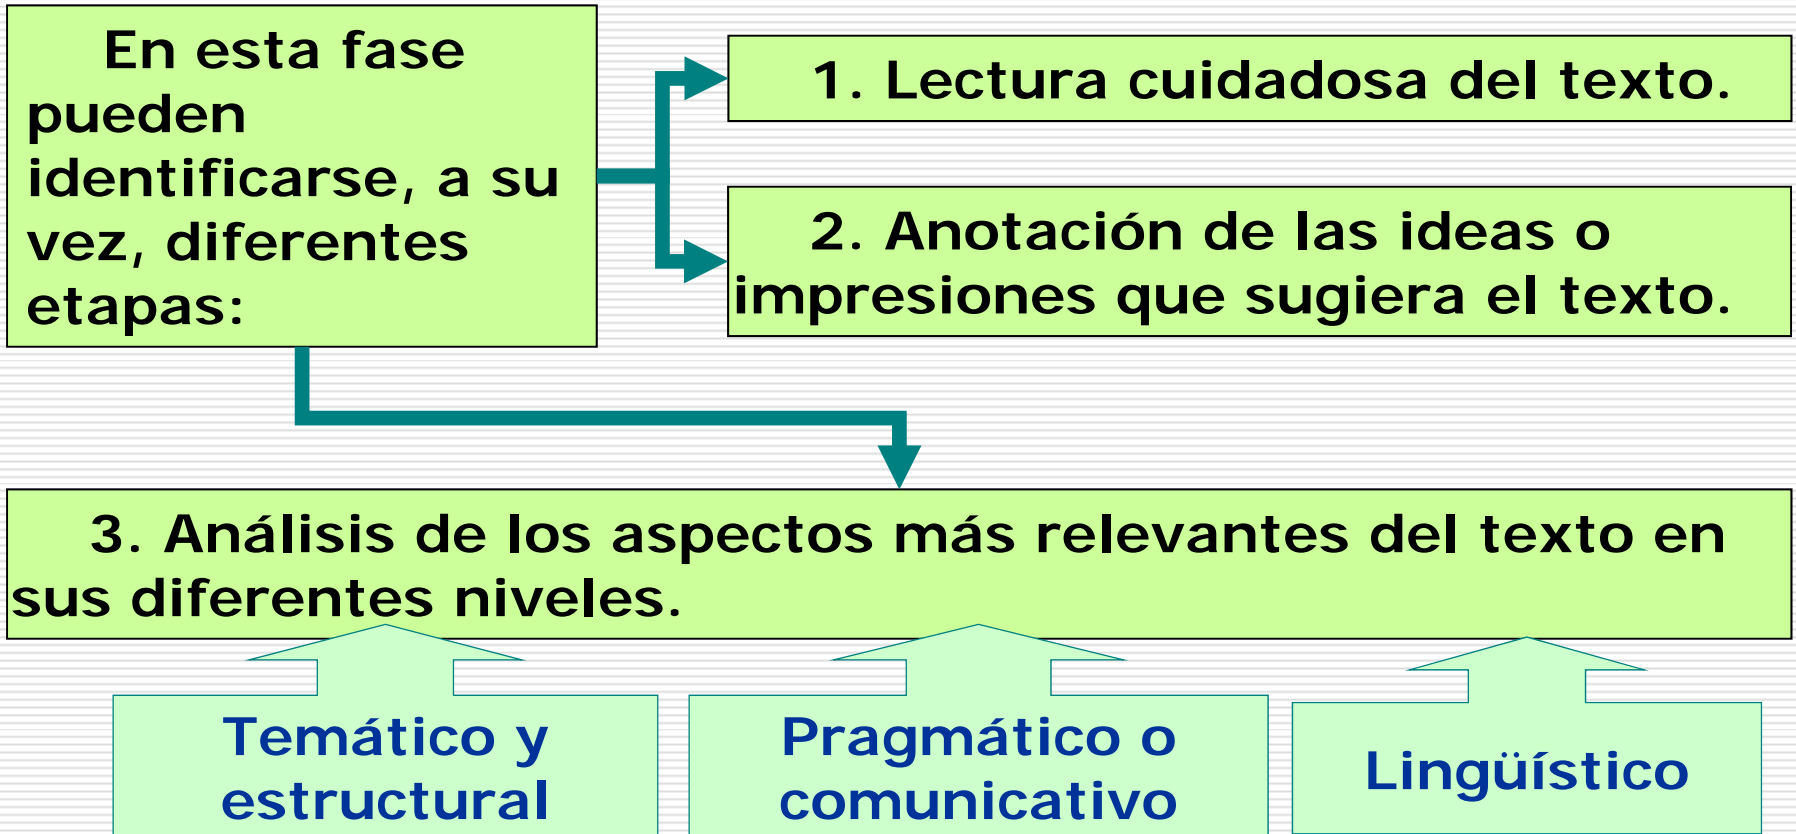 En esta fase
pueden
identificarse, a su
vez, diferentes
etapas:
1. Lectura cuidadosa del texto.
2. Anotación de las ideas o
impresiones que sugiera el texto.
3. Análisis de los aspectos más relevantes del texto en
sus diferentes niveles.
Temático y
estructural
Pragmático o
comunicativo
Lingüístico